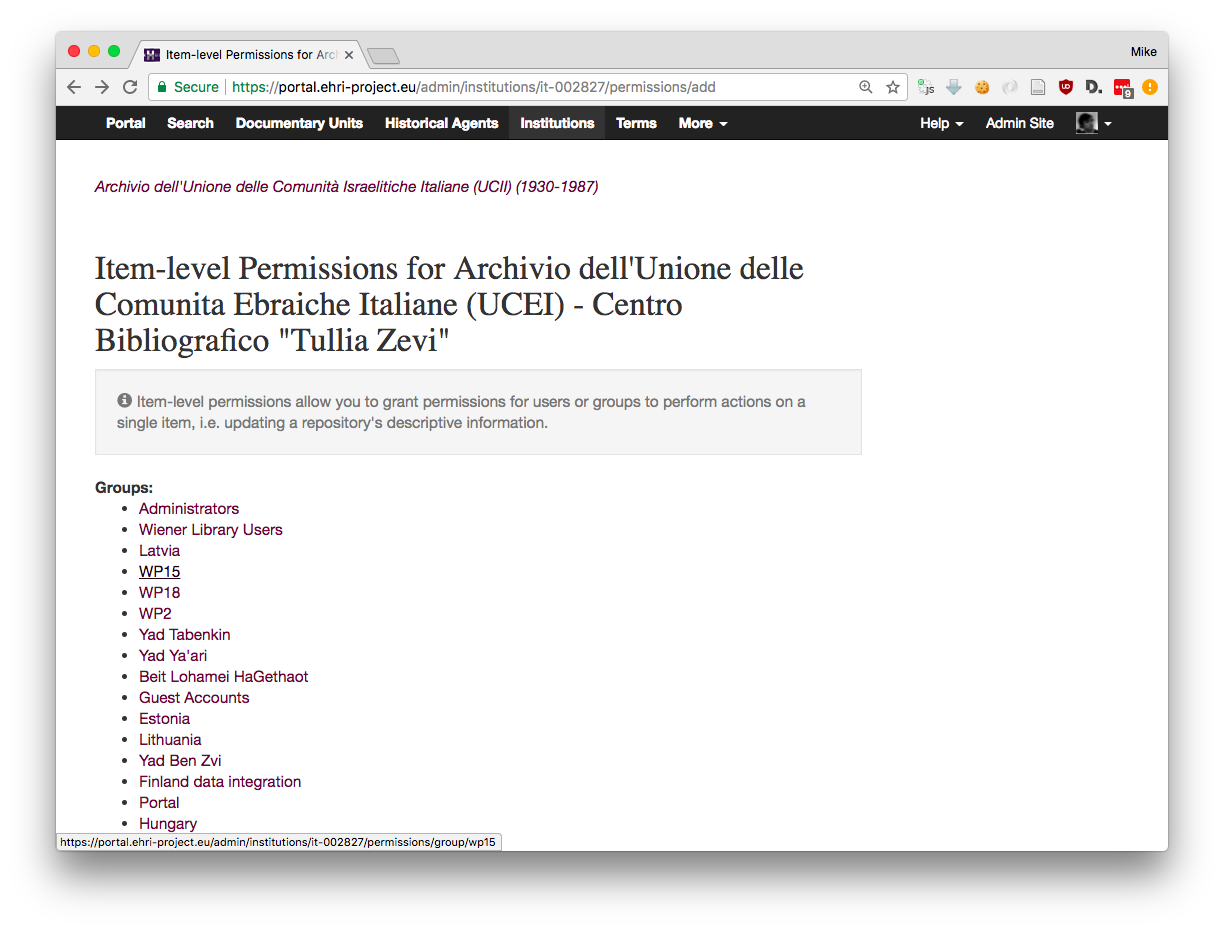 Item-level Permissions for Arc
Mike
Secure https://portal.ehri-project.eu/admin/institutions/it-002827/permissions/add
Portal Search Documentary Units Historical Agents Institutions Terms More Help Admin Site
Archivio dell'Unione delle Comunità Israelitiche Italiane (UCII) (1930-1987)
Item-level Permissions for Archivio dell'Unione delle
Comunita Ebraiche Italiane (UCEI) - Centro
Bibliografico "Tullia Zevi"
Item-level permissions allow you to grant permissions for users or groups to perform actions on a
single item, i.e. updating a repository's descriptive information.
Groups:
Administrators
Wiener Library Users
Latvia
WP15
WP18
WP2
Yad Tabenkin
Yad Ya'ari
Beit Lohamei HaGethaot
Guest Accounts
Estonia
Lithuania
Yad Ben Zvi
Finland data integration
Portal
Hungary
https://portal.ehri-project.eu/admin/institutions/it-002827/permissions/group/wp15